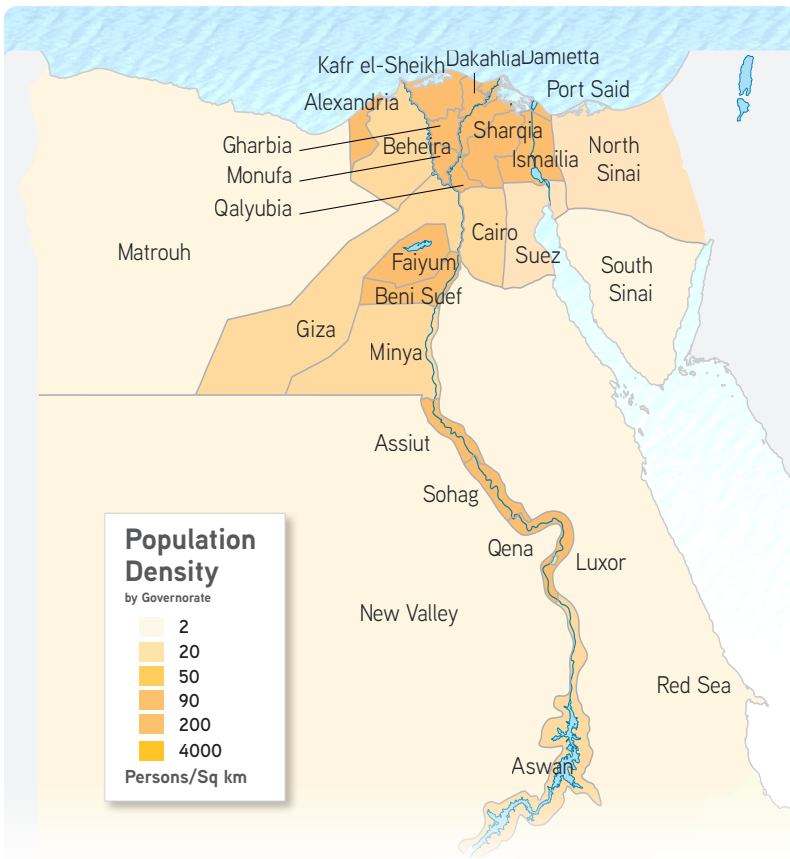 Kafr el-Sheikh
Dakahlia
Damietta
Port Said
Alexandria
Gharbia
Beheira
Sharqia
North
Sinai
Monufa
Ismailia
Qalyubia
Cairo
Matrouh
Suez
South
Sinai
Faiyum
Beni Suef
Giza
Minya
Assiut
Sohag
Qena
Luxor
New Valley
Red Sea
Aswan
Population
Density
by Governorate
2
20
50
90
200
4000
Persons/Sq km